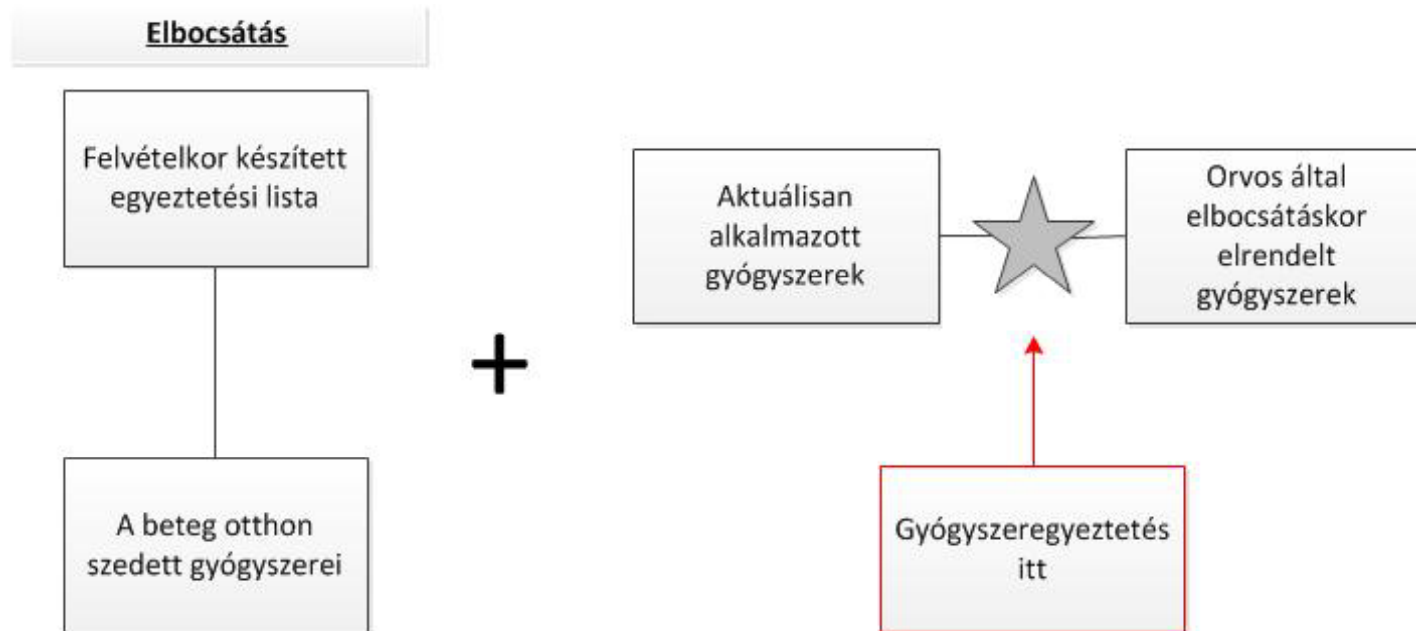 Elbocsátás
Felvételkor készített
egyeztetési lista
A beteg otthon
szedett gyógyszerei
+
Aktuálisan
alkalmazott
gyógyszerek
Orvos által
elbocsátáskor
elrendelt
gyógyszerek
Gyógyszeregyeztetés
itt